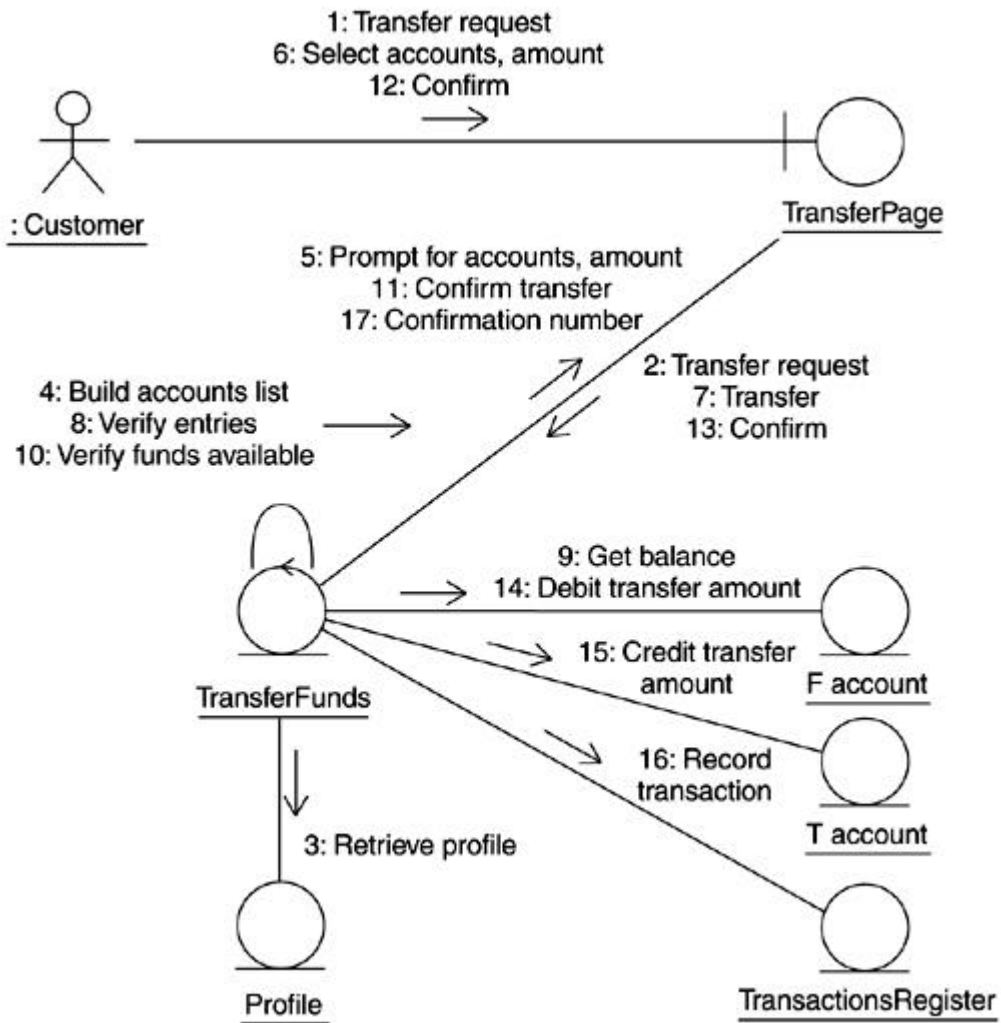 1: Transfer request
6: Select accounts, amount
12: Confirm
: Customer
TransferPage
5: Prompt for accounts, amount
11: Confirm transfer
17: Confirmation number
2: Transfer request
7: Transfer
13: Confirm
4: Build accounts list
8: Verify entries
10: Verify funds available
9: Get balance
14: Debit transfer amount
15: Credit transfer
amount
F account
TransferFunds
16: Record
transaction
T account
3: Retrieve profile
Profile
TransactionsRegister